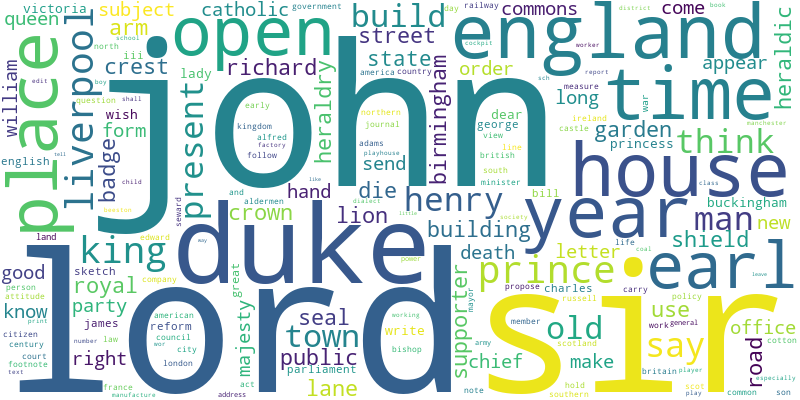 victoria
catholic
government
day
railway
district
book
queen
subject
arm
build
commons
come
street
open
england
north
school
iii
crest
richard
state
appear
cockpit
worker
william
place
liverpool
john
time
heraldic
edit
boy
lady
america
country
order
sch
measure
report
question
shall
wish
present
heraldry
early
birmingham
long
war
northern
ireland
manchester
form
kingdom
journal
dear
george
garden
think
alfred
view
line
castle
english
badge
factory
adams
send
british
princess
tell
follow
playhouse
south
house
child
like
die
minister
bill
class
and
hand
henry
year
man
buckingham
aldermen
dialect
crown
lion
building
new
land
seward
little
society
king
duke
death
letter
shield
life
edward
way
power
coal
good
sketch
prince
earl
person
royal
great
supporter
charles
carry
leave
attitude
company
majesty
propose
russell
policy
know
party
lord
sir
seal
mayor
use
office
american
working
citizen
print
james
reform
town
write
member
old
work
general
century
number
law
council
public
army
scotland
say
road
cotton
court
right
city
wor
bishop
chief
make
footnote
london
parliament
britain
player
text
france
act
lane
hold
scot
especially
manufacture
address
note
southern
play
common
son